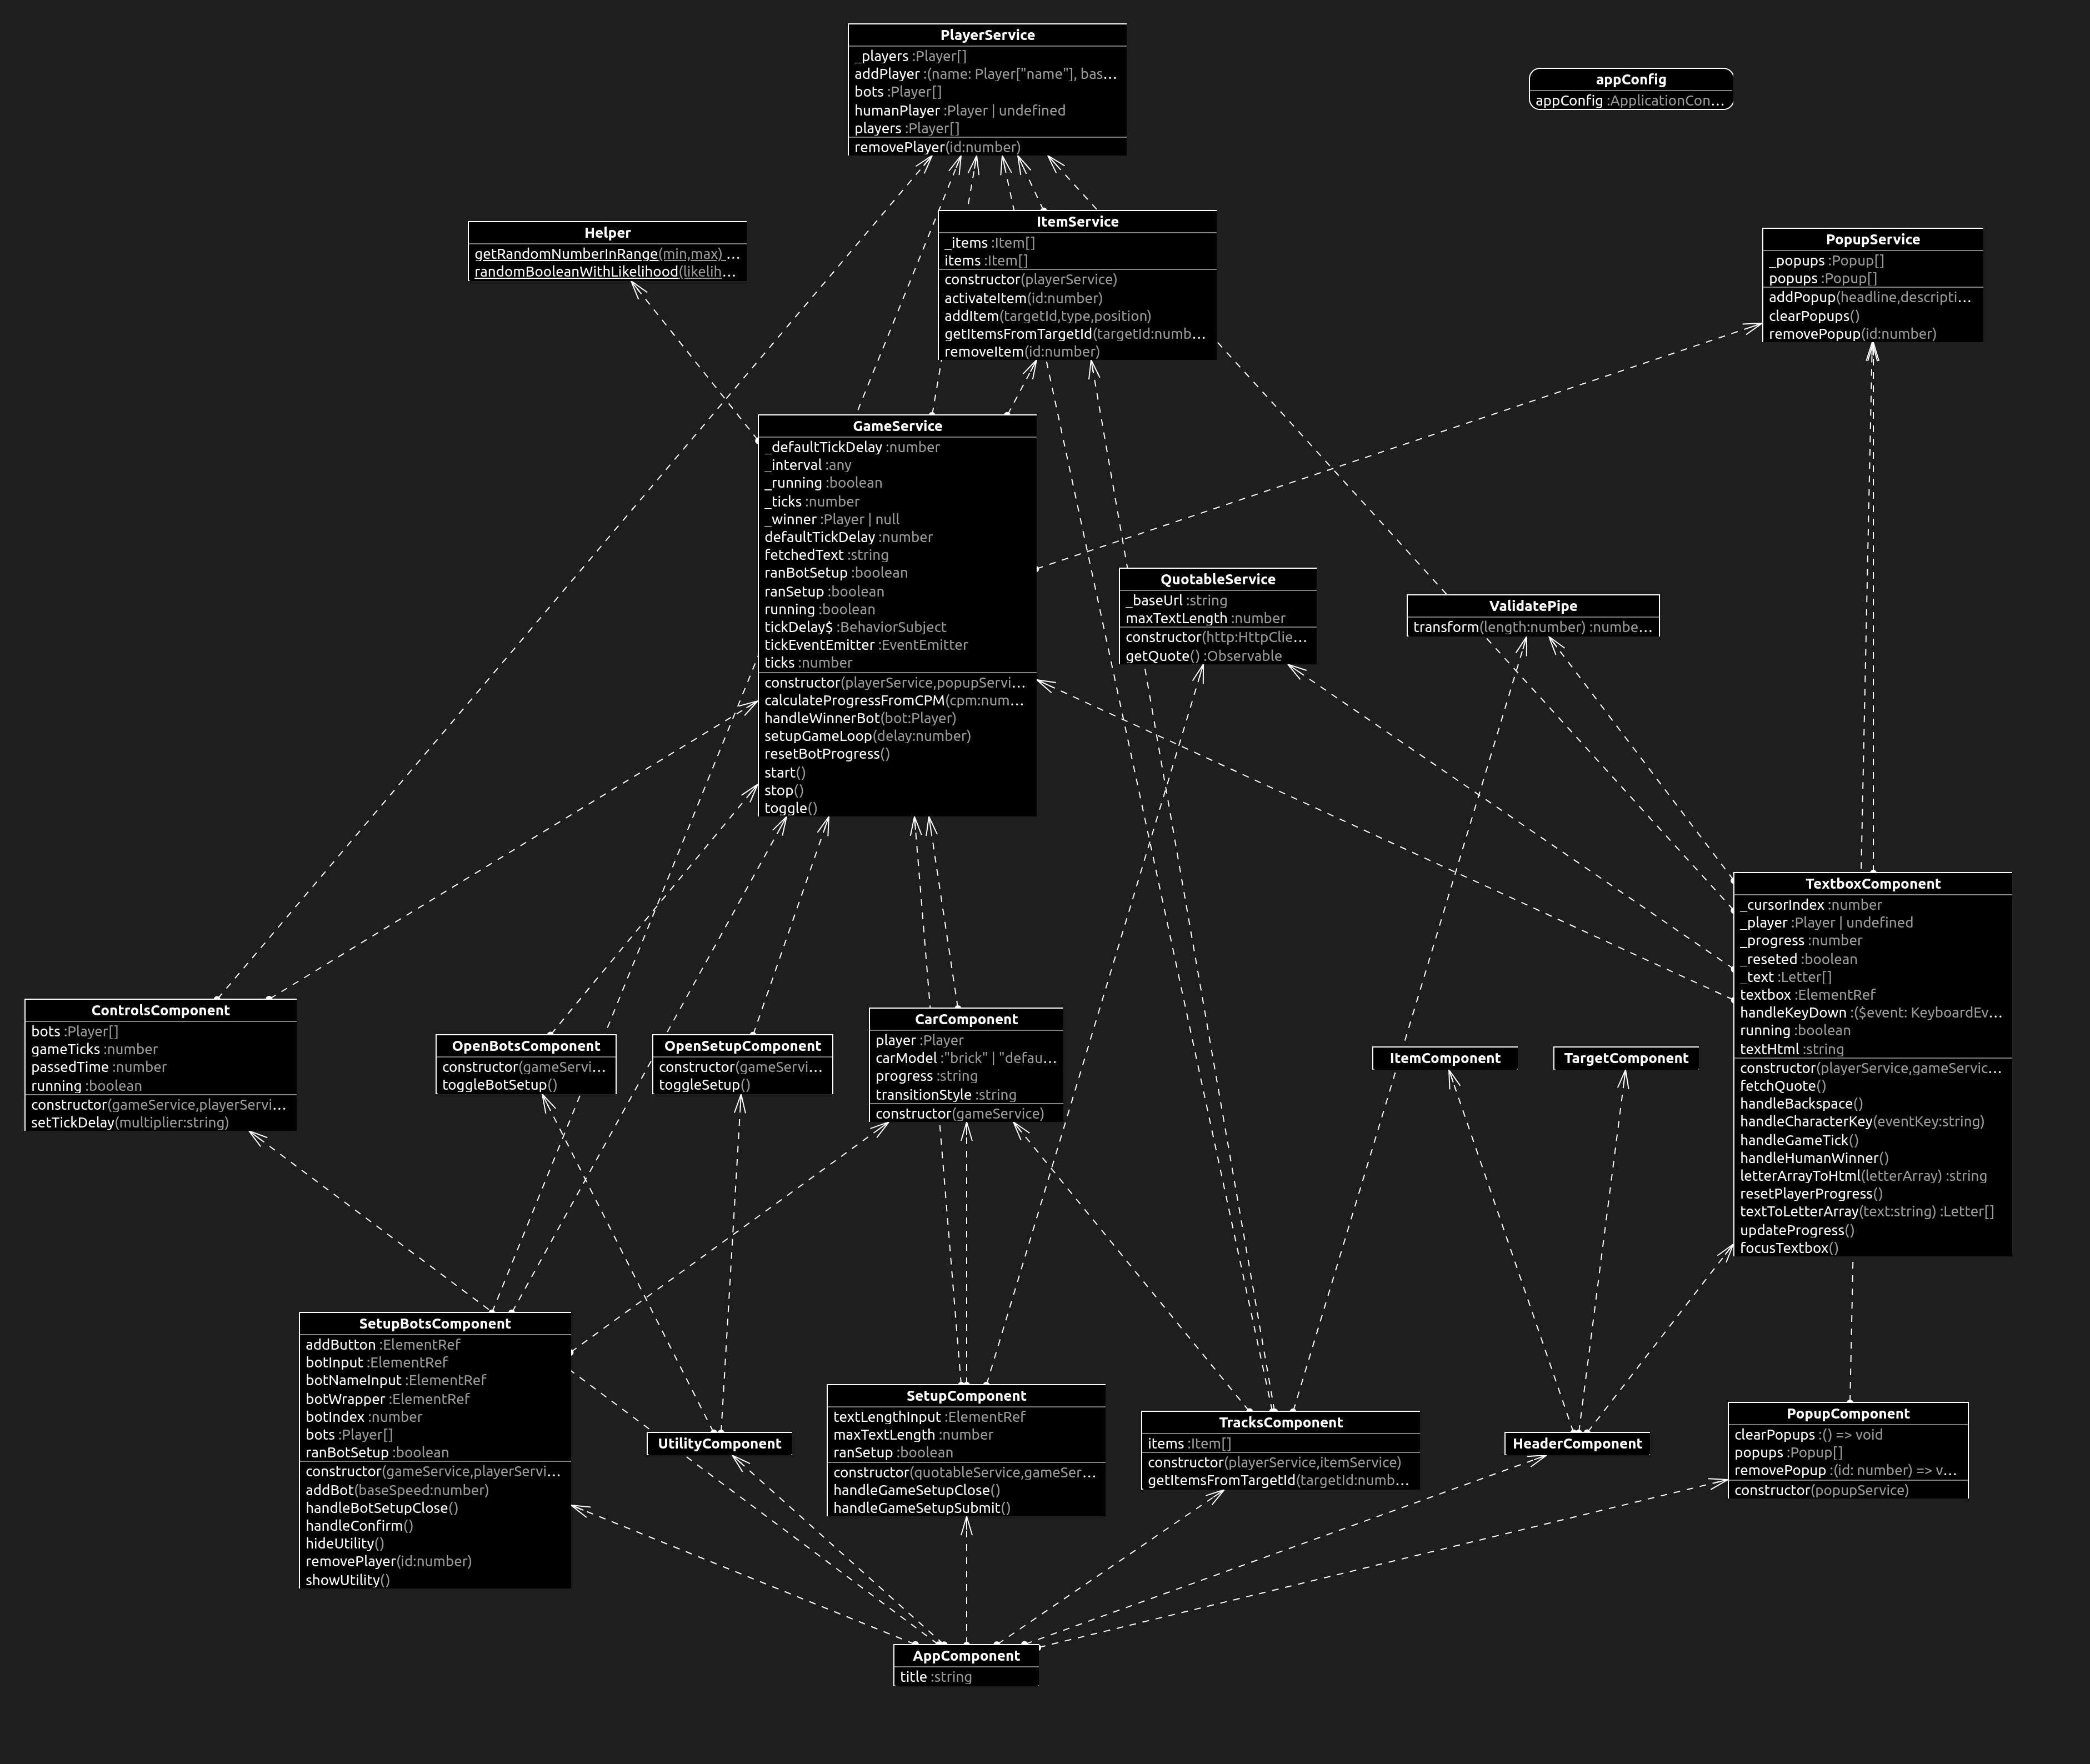 PlayerService
_players :Player[]
addPlayer :(name: Player["name"], bas...
bots :Player[]
humanPlayer :Player | undefined
players :Player[]
removePlayer(id:number)
appConfig
appConfig :ApplicationCon...
Helper
getRandomNumberInRange(min,max) ...
randomBooleanWithLikelihood(likelih...
ItemService
_items :Item[]
items :Item[]
constructor(playerService)
activateItem(id:number)
addItem(targetId,type,position)
getItemsFromTargetId(targetId:numb...
removeItem(id:number)
PopupService
_popups :Popup[]
popups :Popup[]
addPopup(headline,descripti...
clearPopups()
removePopup(id:number)
GameService
_defaultTickDelay :number
_interval :any
_running :boolean
_ticks :number
_winner :Player | null
defaultTickDelay :number
fetchedText :string
ranBotSetup :boolean
ranSetup :boolean
running :boolean
tickDelay$ :BehaviorSubject
tickEventEmitter :EventEmitter
ticks :number
constructor(playerService,popupServi...
calculateProgressFromCPM(cpm:num...
handleWinnerBot(bot:Player)
setupGameLoop(delay:number)
resetBotProgress()
start()
stop()
toggle()
QuotableService
_baseUrl :string
maxTextLength :number
constructor(http:HttpClie...
getQuote() :Observable
ValidatePipe
transform(length:number) :numbe...
TextboxComponent
_cursorIndex :number
_player :Player | undefined
_progress :number
_reseted :boolean
_text :Letter[]
textbox :ElementRef
handleKeyDown :($event: KeyboardEv...
running :boolean
textHtml :string
constructor(playerService,gameServic...
fetchQuote()
handleBackspace()
handleCharacterKey(eventKey:string)
handleGameTick()
handleHumanWinner()
letterArrayToHtml(letterArray) :string
resetPlayerProgress()
textToLetterArray(text:string) :Letter[]
updateProgress()
focusTextbox()
ControlsComponent
bots :Player[]
gameTicks :number
passedTime :number
running :boolean
constructor(gameService,playerServi...
setTickDelay(multiplier:string)
OpenBotsComponent
constructor(gameServi...
toggleBotSetup()
OpenSetupComponent
constructor(gameServi...
toggleSetup()
CarComponent
player :Player
carModel :"brick" | "defau...
progress :string
transitionStyle :string
constructor(gameService)
ItemComponent
TargetComponent
SetupBotsComponent
addButton :ElementRef
botInput :ElementRef
botNameInput :ElementRef
botWrapper :ElementRef
botIndex :number
bots :Player[]
ranBotSetup :boolean
constructor(gameService,playerServi...
addBot(baseSpeed:number)
handleBotSetupClose()
handleConfirm()
hideUtility()
removePlayer(id:number)
showUtility()
UtilityComponent
SetupComponent
textLengthInput :ElementRef
maxTextLength :number
ranSetup :boolean
constructor(quotableService,gameSer...
handleGameSetupClose()
handleGameSetupSubmit()
TracksComponent
items :Item[]
constructor(playerService,itemService)
getItemsFromTargetId(targetId:numb...
HeaderComponent
PopupComponent
clearPopups :() => void
popups :Popup[]
removePopup :(id: number) => v...
constructor(popupService)
AppComponent
title :string